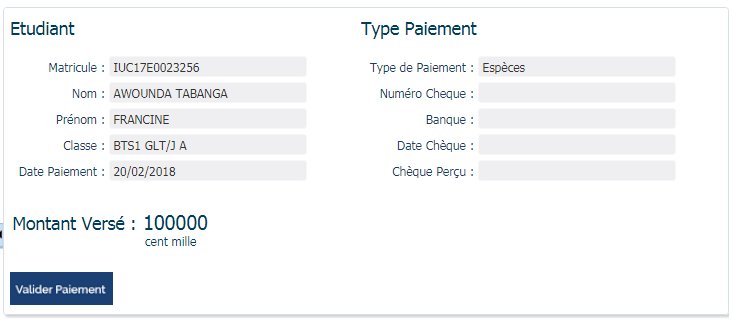 Etudiant
Matricule : IUC17E0023256
Nom : AWOUNDA TABANGA
Prénom : FRANCINE
Classe : BTS1 GLT/J A
Date Paiement : 20/02/2018
Type Paiement
Type de Paiement : Espèces
Numéro Cheque :
Banque :
Date Chèque :
Chèque Perçu :
Montant Versé : 100000
cent mille
Valider Paiement